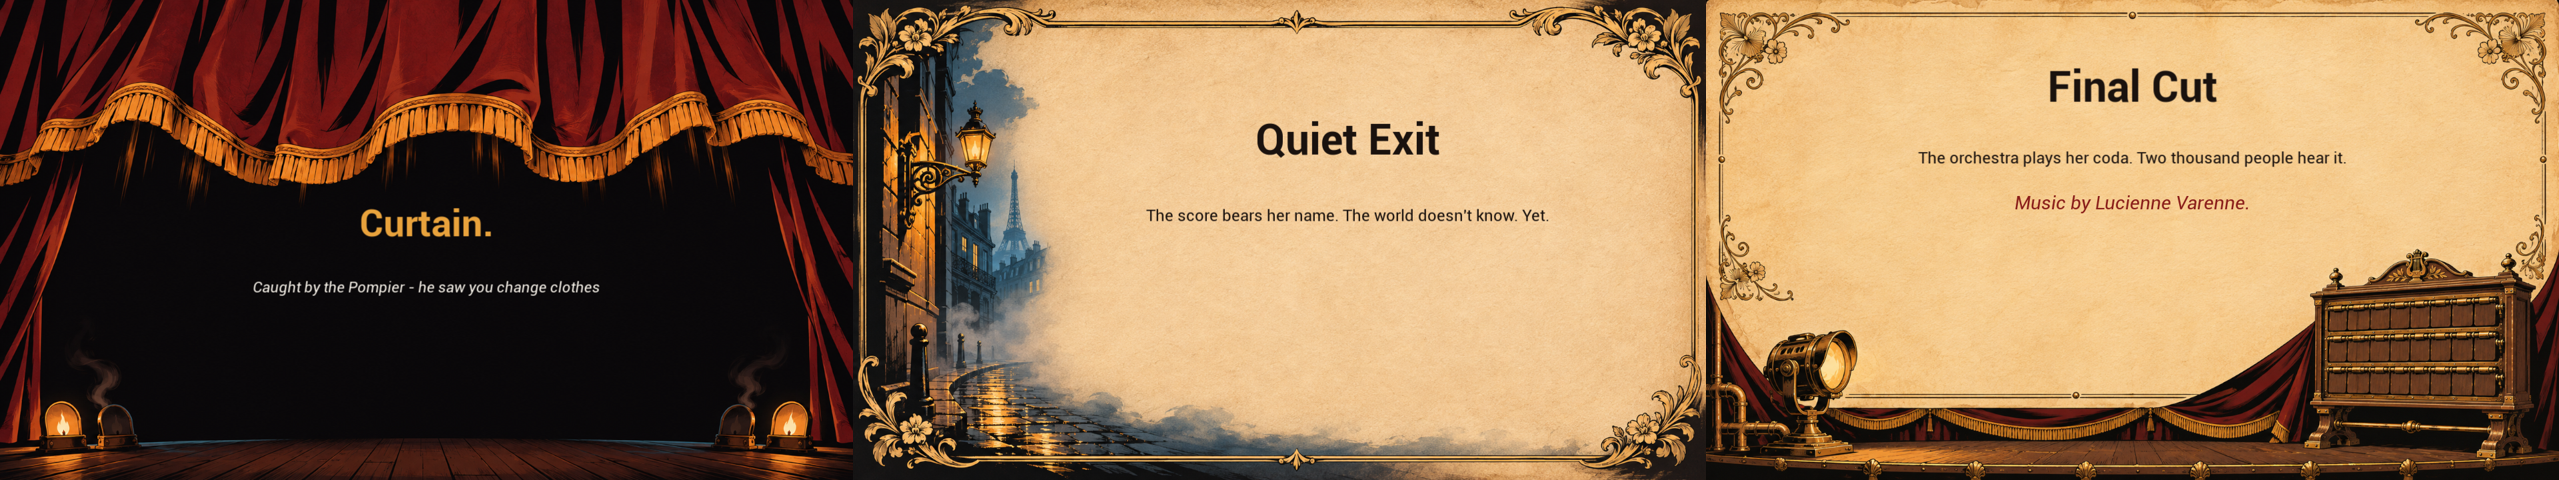 Curtain.
Caught by the Pompier - he saw you change clothes
Quiet Exit
The score bears her name. The world doesn't know. Yet.
Final Cut
The orchestra plays her coda. Two thousand people hear it.
Music by Lucienne Varenne.